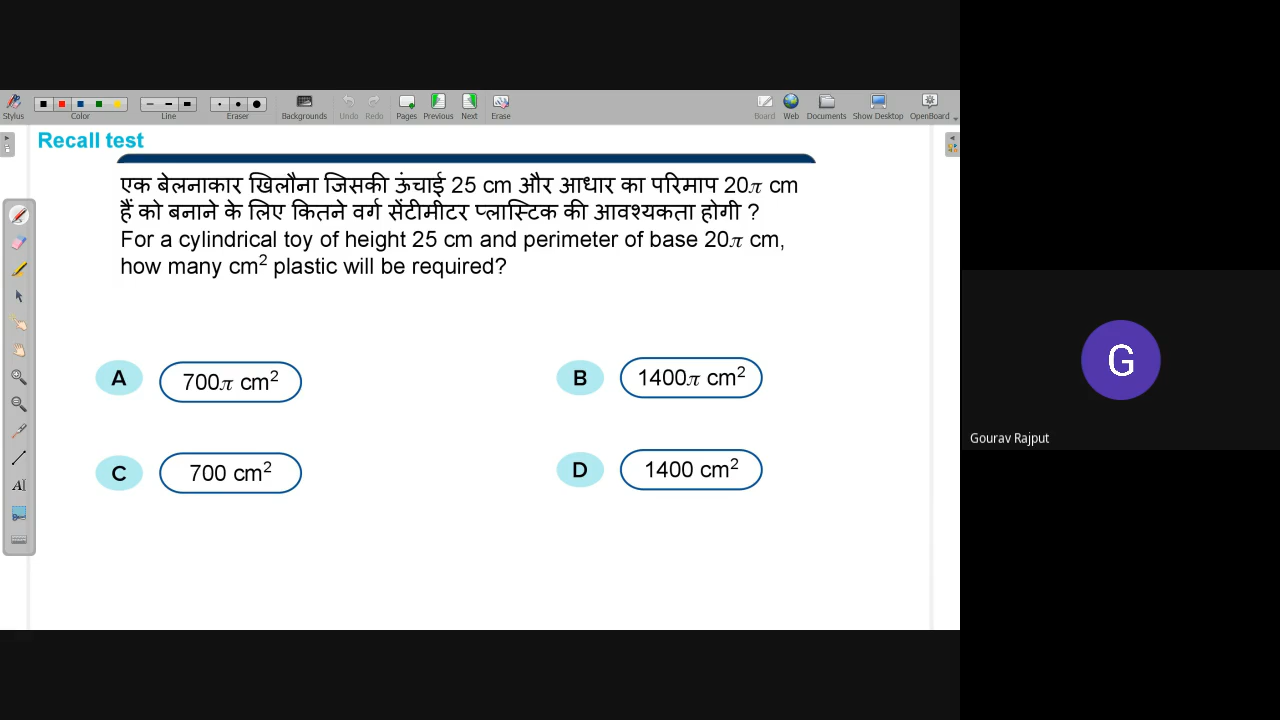 Stylus
Color
Line
Eraser
Backgrounds
Undo
Redo
Pages
Previous
Next
Erase
Board
Web
Documents
Show Desktop
OpenBoard
Recall test
एक बेलनाकार खिलौना जिसकी ऊंचाई 25 cm और आधार का परिमाप 20π cm
हैं को बनाने के लिए कितने वर्ग सेंटीमीटर प्लास्टिक की आवश्यकता होगी ?
For a cylindrical toy of height 25 cm and perimeter of base 20π cm,
how many cm² plastic will be required?
A 700π cm²
B 1400π cm²
C 700 cm²
D 1400 cm²
G
Gourav Rajput